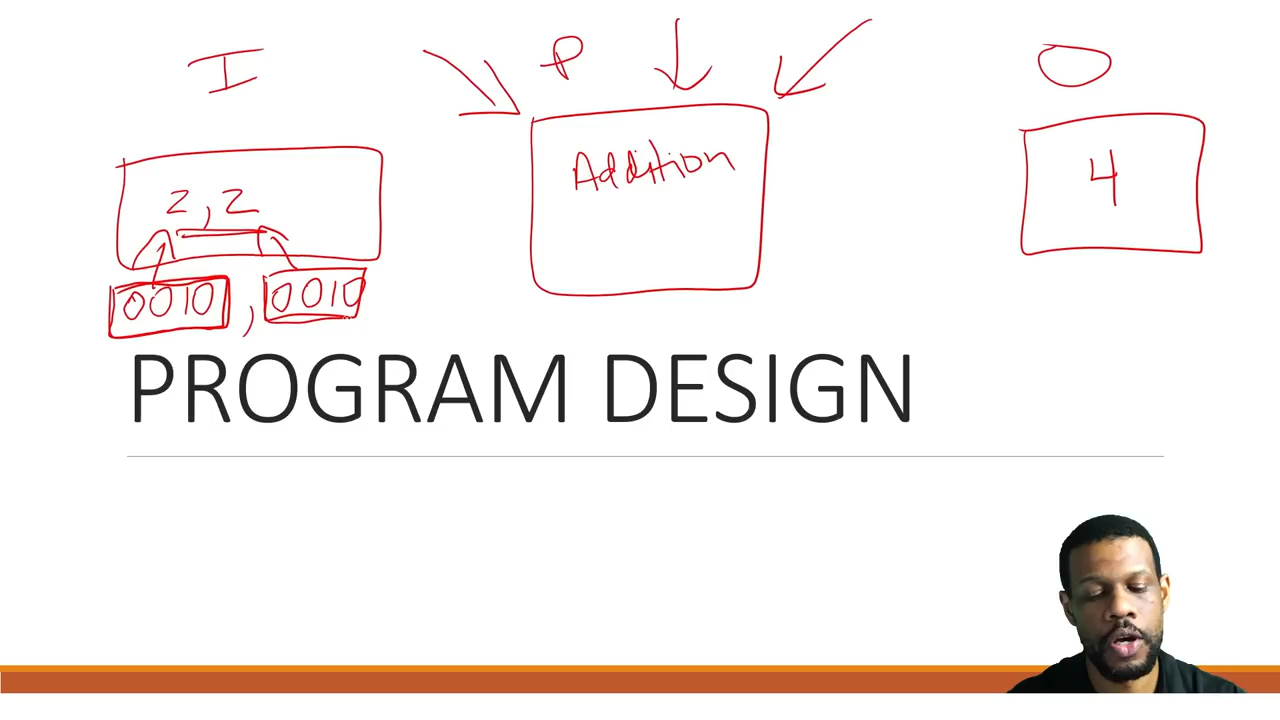 I P O
2,2
Addition
4
0010, 0010
PROGRAM DESIGN